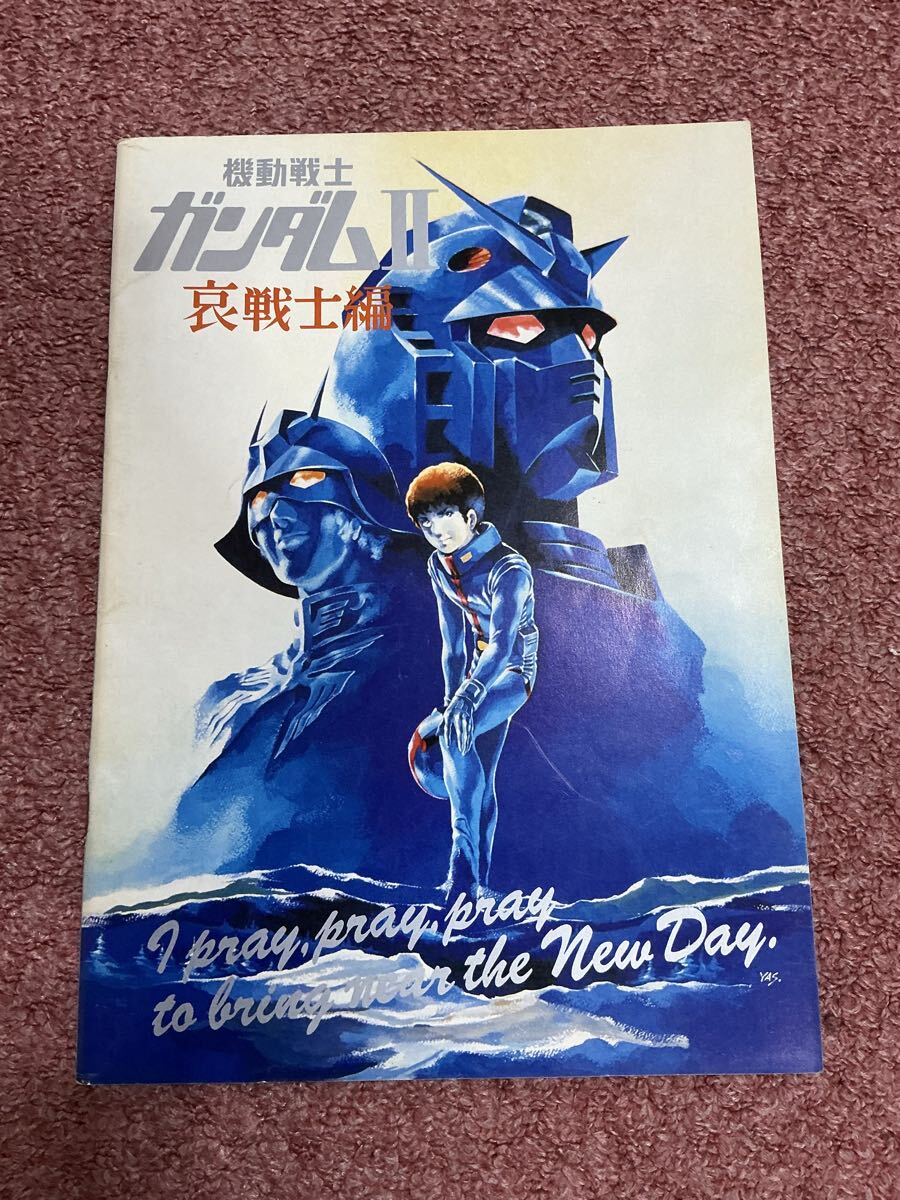 機動戦士
ガンダムⅡ
哀戦士編
I pray, pray, pray
to bring near the New Day.
YAS.